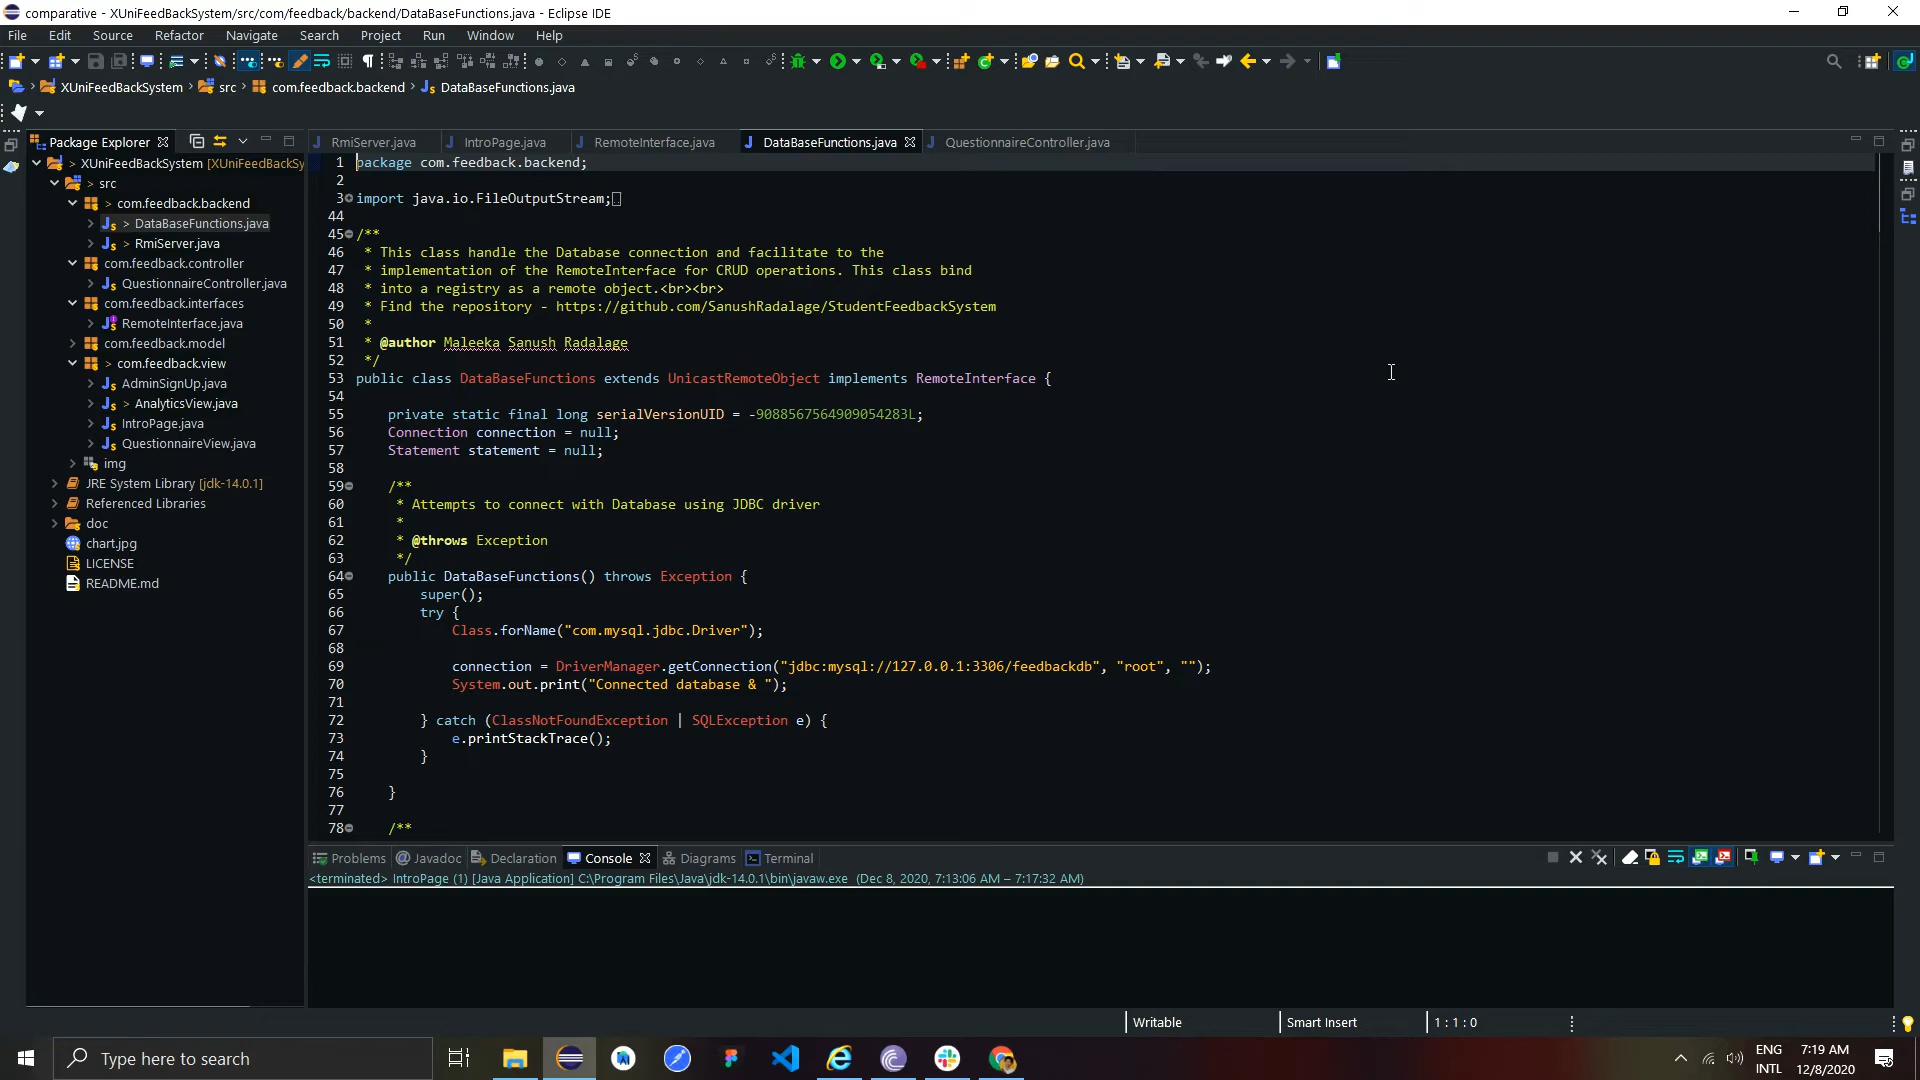 comparative - XUniFeedBackSystem/src/com/feedback/backend/DataBaseFunctions.java - Eclipse IDE
File Edit Source Refactor Navigate Search Project Run Window Help
XUniFeedBackSystem > src > com.feedback.backend > DataBaseFunctions.java
Package Explorer
> XUniFeedBackSystem [XUniFeedBackSy
> src
> com.feedback.backend
> DataBaseFunctions.java
> RmiServer.java
com.feedback.controller
QuestionnaireController.java
com.feedback.interfaces
RemoteInterface.java
com.feedback.model
> com.feedback.view
AdminSignUp.java
> AnalyticsView.java
IntroPage.java
QuestionnaireView.java
img
JRE System Library [jdk-14.0.1]
Referenced Libraries
doc
chart.jpg
LICENSE
README.md
RmiServer.java IntroPage.java RemoteInterface.java DataBaseFunctions.java QuestionnaireController.java
1 package com.feedback.backend;
2
3 import java.io.FileOutputStream;
44
45 /**
46 * This class handle the Database connection and facilitate to the
47 * implementation of the RemoteInterface for CRUD operations. This class bind
48 * into a registry as a remote object.<br><br>
49 * Find the repository - https://github.com/SanushRadalage/StudentFeedbackSystem
50 *
51 * @author Maleeka Sanush Radalage
52 */
53 public class DataBaseFunctions extends UnicastRemoteObject implements RemoteInterface {
54
55 private static final long serialVersionUID = -9088567564909054283L;
56 Connection connection = null;
57 Statement statement = null;
58
59 /**
60 * Attempts to connect with Database using JDBC driver
61 *
62 * @throws Exception
63 */
64 public DataBaseFunctions() throws Exception {
65 super();
66 try {
67 Class.forName("com.mysql.jdbc.Driver");
68
69 connection = DriverManager.getConnection("jdbc:mysql://127.0.0.1:3306/feedbackdb", "root", "");
70 System.out.print("Connected database & ");
71
72 } catch (ClassNotFoundException | SQLException e) {
73 e.printStackTrace();
74 }
75
76 }
77
78 /**
Problems Javadoc Declaration Console Diagrams Terminal
<terminated> IntroPage (1) [Java Application] C:\Program Files\Java\jdk-14.0.1\bin\javaw.exe (Dec 8, 2020, 7:13:06 AM – 7:17:32 AM)
Writable Smart Insert 1 : 1 : 0
Type here to search
ENG
INTL
7:19 AM
12/8/2020